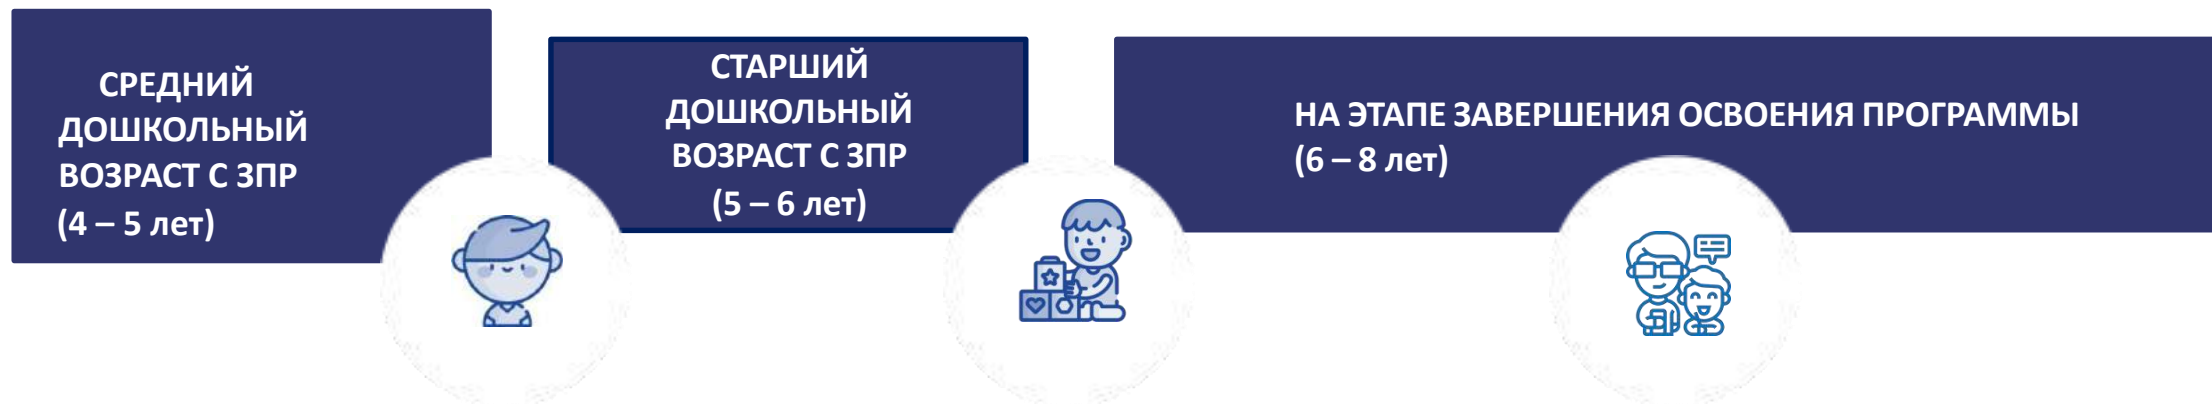 СРЕДНИЙ
ДОШКОЛЬНЫЙ
ВОЗРАСТ С ЗПР
(4 – 5 лет)
СТАРШИЙ
ДОШКОЛЬНЫЙ
ВОЗРАСТ С ЗПР
(5 – 6 лет)
НА ЭТАПЕ ЗАВЕРШЕНИЯ ОСВОЕНИЯ ПРОГРАММЫ
(6 – 8 лет)